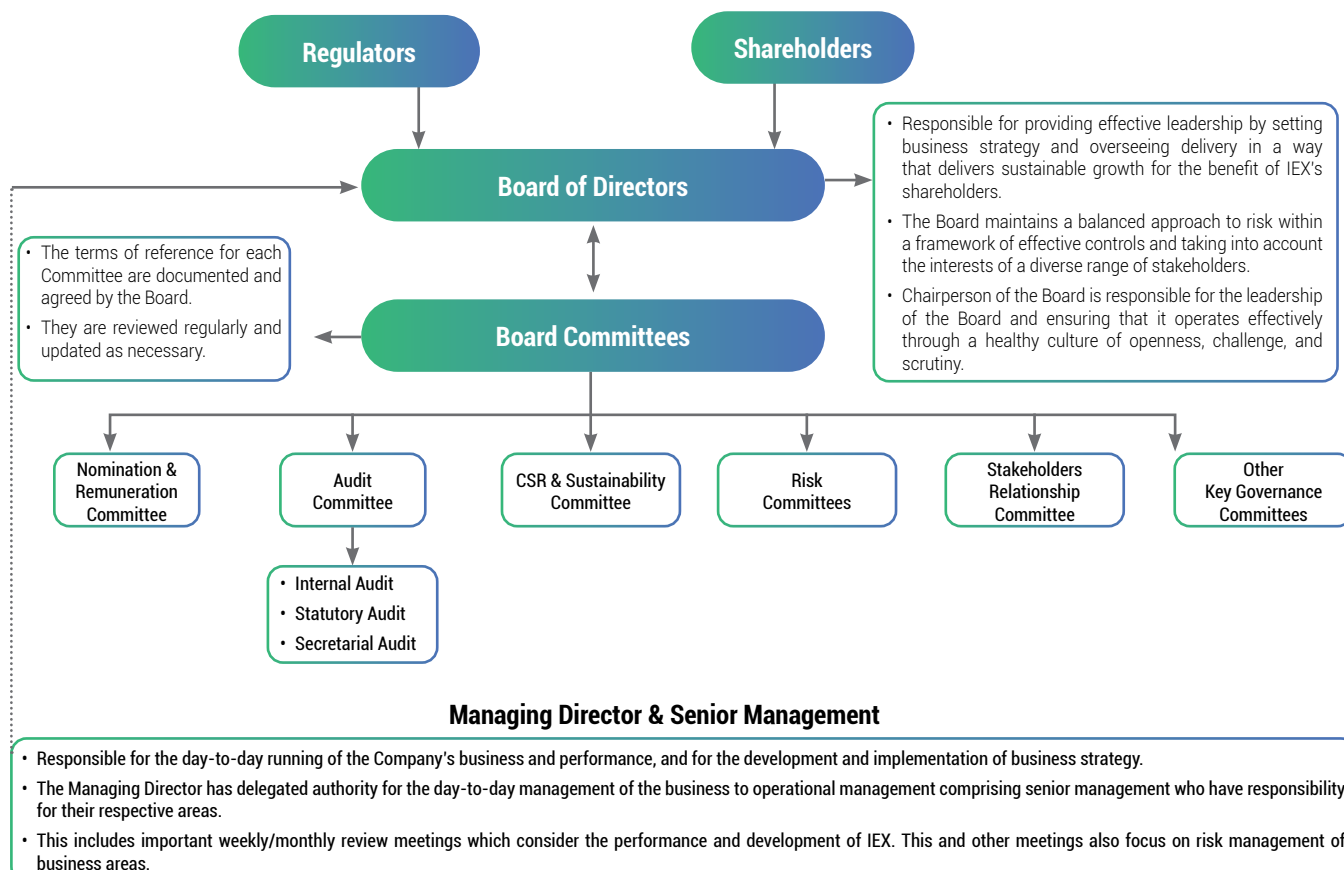 Regulators
Shareholders
Board of Directors
• Responsible for providing effective leadership by setting
business strategy and overseeing delivery in a way
that delivers sustainable growth for the benefit of IEX's
shareholders.
• The Board maintains a balanced approach to risk within
a framework of effective controls and taking into account
the interests of a diverse range of stakeholders.
• Chairperson of the Board is responsible for the leadership
of the Board and ensuring that it operates effectively
through a healthy culture of openness, challenge, and
scrutiny.
• The terms of reference for each
Committee are documented and
agreed by the Board.
• They are reviewed regularly and
updated as necessary.
Board Committees
Nomination &
Remuneration
Committee
Audit
Committee
CSR & Sustainability
Committee
Risk
Committees
Stakeholders
Relationship
Committee
Other
Key Governance
Committees
• Internal Audit
• Statutory Audit
• Secretarial Audit
Managing Director & Senior Management
• Responsible for the day-to-day running of the Company's business and performance, and for the development and implementation of business strategy.
• The Managing Director has delegated authority for the day-to-day management of the business to operational management comprising senior management who have responsibility
for their respective areas.
• This includes important weekly/monthly review meetings which consider the performance and development of IEX. This and other meetings also focus on risk management of
business areas.